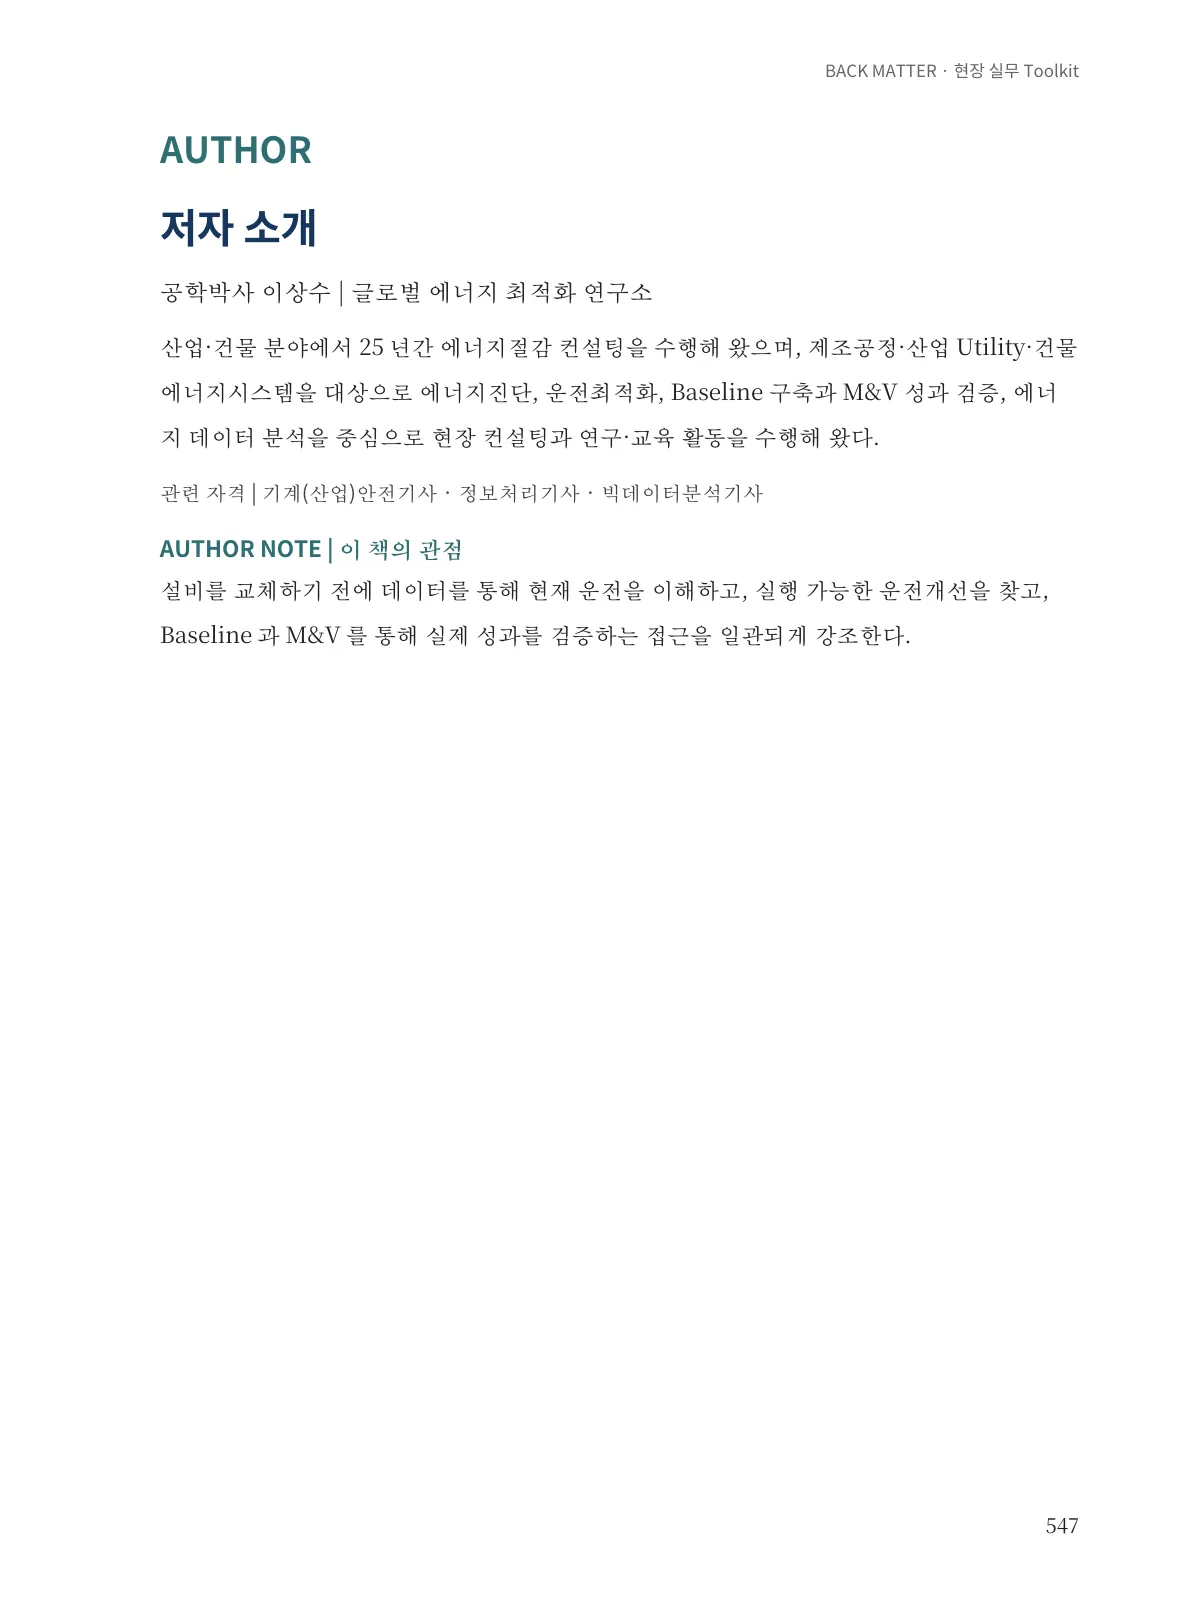 BACK MATTER · 현장 실무 Toolkit
AUTHOR
저자 소개
공학박사 이상수 | 글로벌 에너지 최적화 연구소
산업·건물 분야에서 25 년간 에너지절감 컨설팅을 수행해 왔으며, 제조공정·산업 Utility·건물
에너지시스템을 대상으로 에너지진단, 운전최적화, Baseline 구축과 M&V 성과 검증, 에너
지 데이터 분석을 중심으로 현장 컨설팅과 연구·교육 활동을 수행해 왔다.
관련 자격 | 기계(산업)안전기사 · 정보처리기사 · 빅데이터분석기사
AUTHOR NOTE | 이 책의 관점
설비를 교체하기 전에 데이터를 통해 현재 운전을 이해하고, 실행 가능한 운전개선을 찾고,
Baseline 과 M&V 를 통해 실제 성과를 검증하는 접근을 일관되게 강조한다.
547